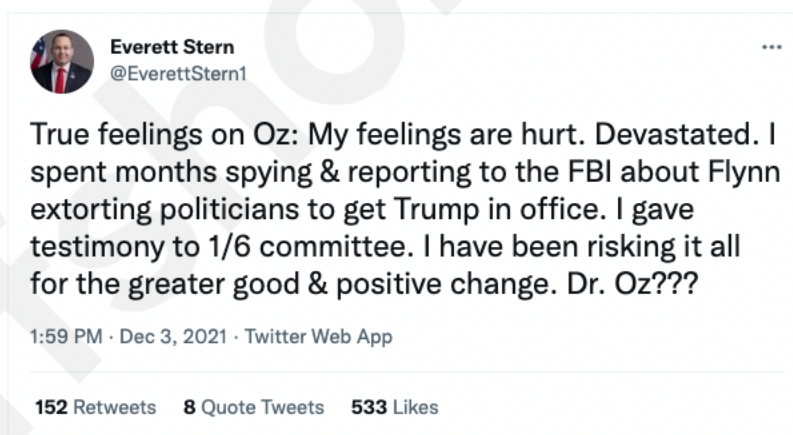 Everett Stern
@EverettStern1
True feelings on Oz: My feelings are hurt. Devastated. I
spent months spying & reporting to the FBI about Flynn
extorting politicians to get Trump in office. I gave
testimony to 1/6 committee. I have been risking it all
for the greater good & positive change. Dr. Oz???
1:59 PM · Dec 3, 2021 · Twitter Web App
152 Retweets 8 Quote Tweets 533 Likes